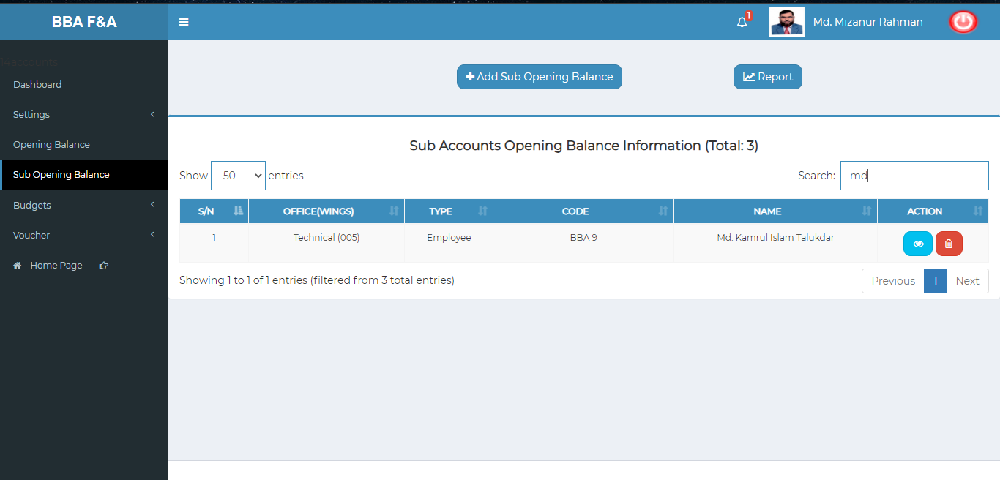 BBA F&A
1
Md. Mizanur Rahman
accounts
Dashboard
Settings
Opening Balance
Sub Opening Balance
Budgets
Voucher
Home Page
Add Sub Opening Balance
Report
Sub Accounts Opening Balance Information (Total: 3)
Show 50 entries
Search: md
S/N OFFICE(WINGS) TYPE CODE NAME ACTION
1 Technical (005) Employee BBA 9 Md. Kamrul Islam Talukdar
Showing 1 to 1 of 1 entries (filtered from 3 total entries)
Previous 1 Next